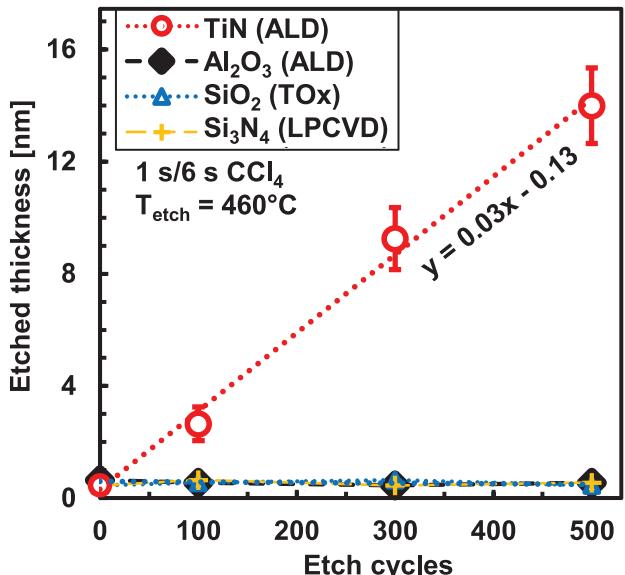 TiN (ALD)
Al₂O₃ (ALD)
SiO₂ (TOx)
Si₃N₄ (LPCVD)
1 s/6 s CCl₄
T_etch = 460°C
y = 0.03x - 0.13
Etched thickness [nm]
16
12
8
4
0
0
100
200
300
400
500
Etch cycles